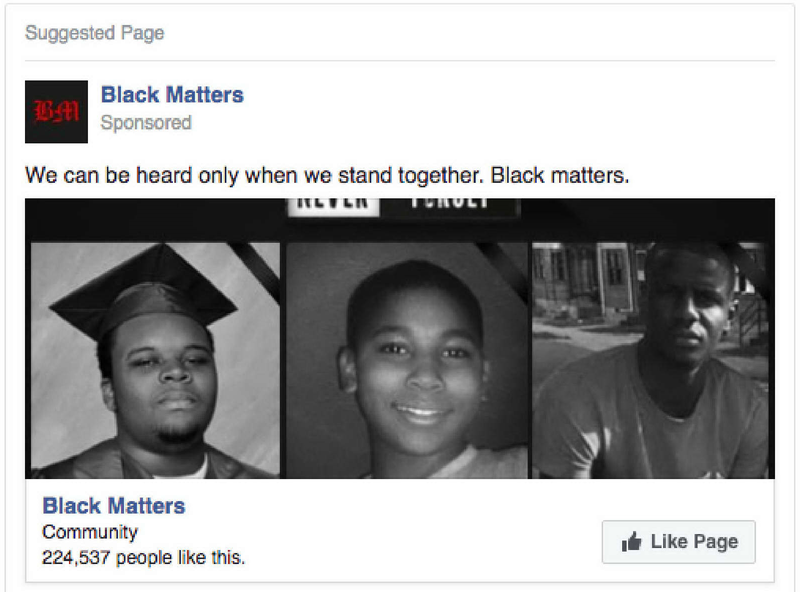 Suggested Page
BM
Black Matters
Sponsored
We can be heard only when we stand together. Black matters.
NEVER FORGET
Black Matters
Community
224,537 people like this.
Like Page